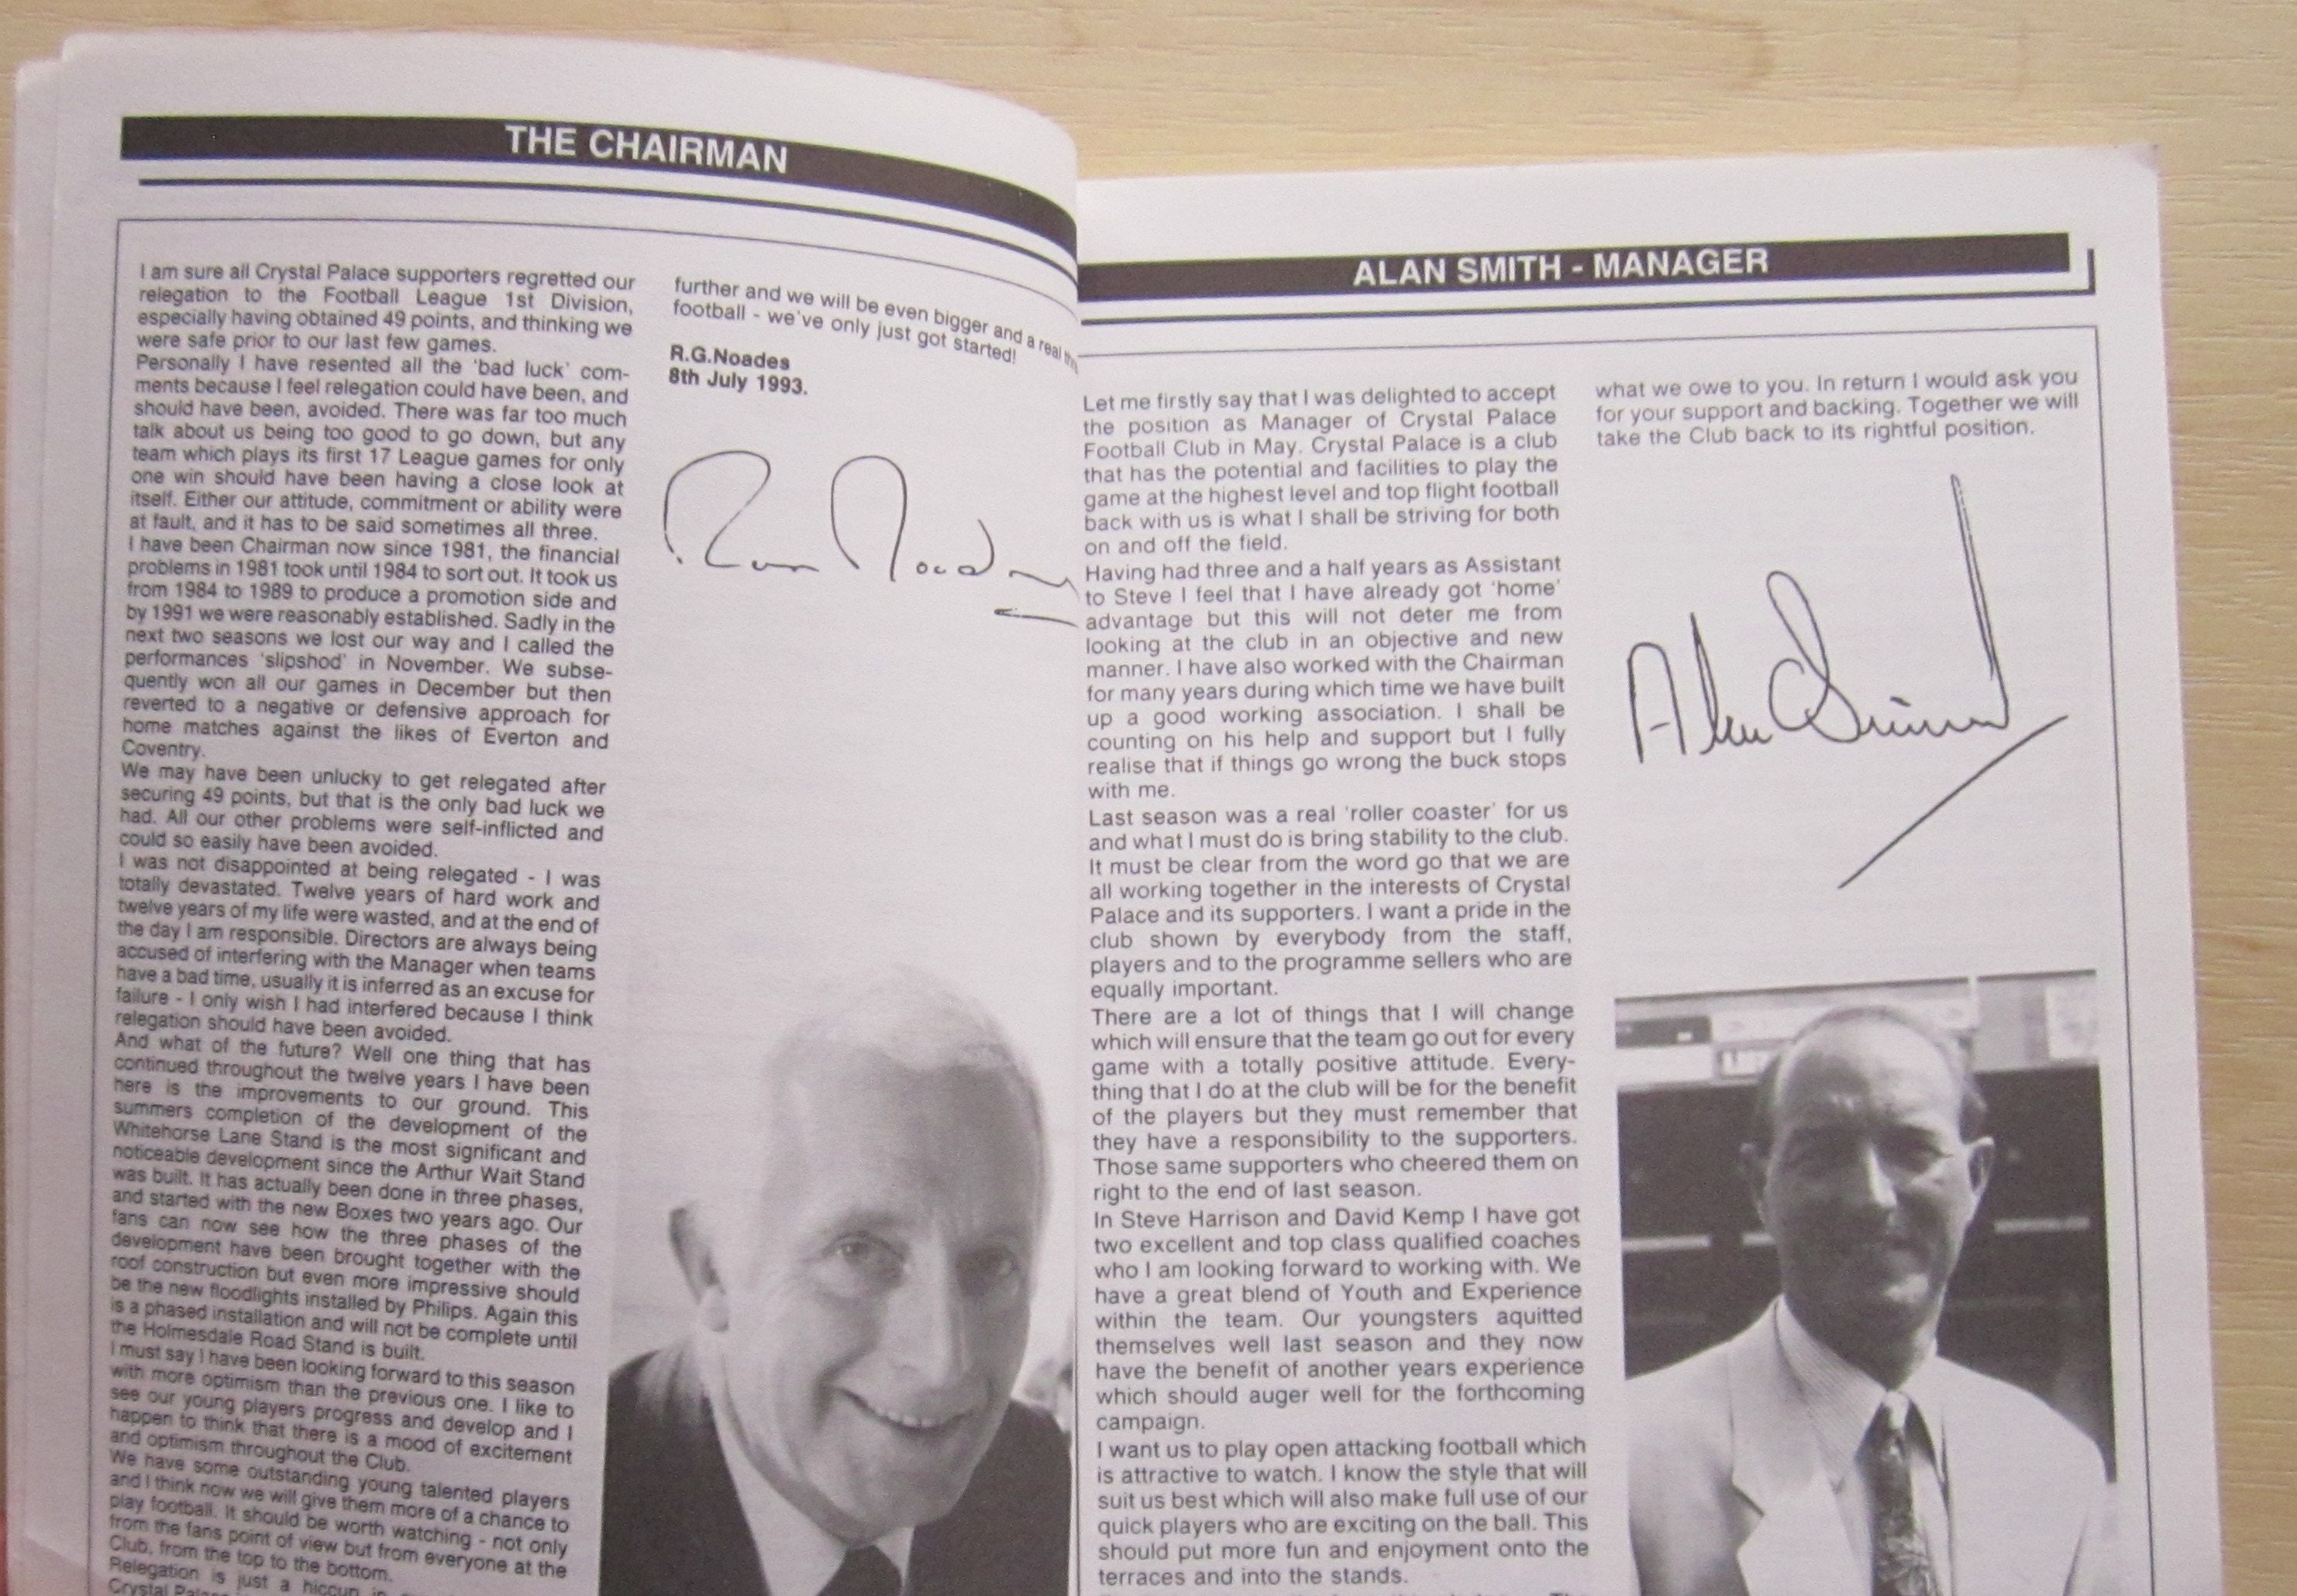 THE CHAIRMAN
I am sure all Crystal Palace supporters regretted our
relegation to the Football League 1st Division,
especially having obtained 49 points, and thinking we
were safe prior to our last few games.
Personally I have resented all the 'bad luck' com-
ments because I feel relegation could have been, and
should have been, avoided. There was far too much
talk about us being too good to go down, but any
team which plays its first 17 League games for only
one win should have been having a close look at
itself. Either our attitude, commitment or ability were
at fault, and it has to be said sometimes all three.
I have been Chairman now since 1981, the financial
problems in 1981 took until 1984 to sort out. It took us
from 1984 to 1989 to produce a promotion side and
by 1991 we were reasonably established. Sadly in the
next two seasons we lost our way and I called the
performances 'slipshod' in November. We subse-
quently won all our games in December but then
reverted to a negative or defensive approach for
home matches against the likes of Everton and
Coventry.
We may have been unlucky to get relegated after
securing 49 points, but that is the only bad luck we
had. All our other problems were self-inflicted and
could so easily have been avoided.
I was not disappointed at being relegated - I was
totally devastated. Twelve years of hard work and
twelve years of my life were wasted, and at the end of
the day I am responsible. Directors are always being
accused of interfering with the Manager when teams
have a bad time, usually it is inferred as an excuse for
failure - I only wish I had interfered because I think
relegation should have been avoided.
And what of the future? Well one thing that has
continued throughout the twelve years I have been
here is the improvements to our ground. This
summers completion of the development of the
Whitehorse Lane Stand is the most significant and
noticeable development since the Arthur Wait Stand
was built. It has actually been done in three phases,
and started with the new Boxes two years ago. Our
fans can now see how the three phases of the
development have been brought together with the
roof construction but even more impressive should
be the new floodlights installed by Philips. Again this
is a phased installation and will not be complete until
the Holmesdale Road Stand is built.
I must say I have been looking forward to this season
with more optimism than the previous one. I like to
see our young players progress and develop and I
happen to think that there is a mood of excitement
and optimism throughout the Club.
We have some outstanding young talented players
and I think now we will give them more of a chance to
play football. It should be worth watching - not only
from the fans point of view but from everyone at the
Club, from the top to the bottom.
Relegation is just a hiccup in
Crystal Palace
further and we will be even bigger and a real
football - we've only just got started!
R.G.Noades
8th July 1993.
Ron Noades
ALAN SMITH - MANAGER
Let me firstly say that I was delighted to accept
the position as Manager of Crystal Palace
Football Club in May. Crystal Palace is a club
that has the potential and facilities to play the
game at the highest level and top flight football
back with us is what I shall be striving for both
on and off the field.
Having had three and a half years as Assistant
to Steve I feel that I have already got 'home'
advantage but this will not deter me from
looking at the club in an objective and new
manner. I have also worked with the Chairman
for many years during which time we have built
up a good working association. I shall be
counting on his help and support but I fully
realise that if things go wrong the buck stops
with me.
Last season was a real 'roller coaster' for us
and what I must do is bring stability to the club.
It must be clear from the word go that we are
all working together in the interests of Crystal
Palace and its supporters. I want a pride in the
club shown by everybody from the staff,
players and to the programme sellers who are
equally important.
There are a lot of things that I will change
which will ensure that the team go out for every
game with a totally positive attitude. Every-
thing that I do at the club will be for the benefit
of the players but they must remember that
they have a responsibility to the supporters.
Those same supporters who cheered them on
right to the end of last season.
In Steve Harrison and David Kemp I have got
two excellent and top class qualified coaches
who I am looking forward to working with. We
have a great blend of Youth and Experience
within the team. Our youngsters aquitted
themselves well last season and they now
have the benefit of another years experience
which should auger well for the forthcoming
campaign.
I want us to play open attacking football which
is attractive to watch. I know the style that will
suit us best which will also make full use of our
quick players who are exciting on the ball. This
should put more fun and enjoyment onto the
terraces and into the stands.
what we owe to you. In return I would ask you
for your support and backing. Together we will
take the Club back to its rightful position.
Alan Smith